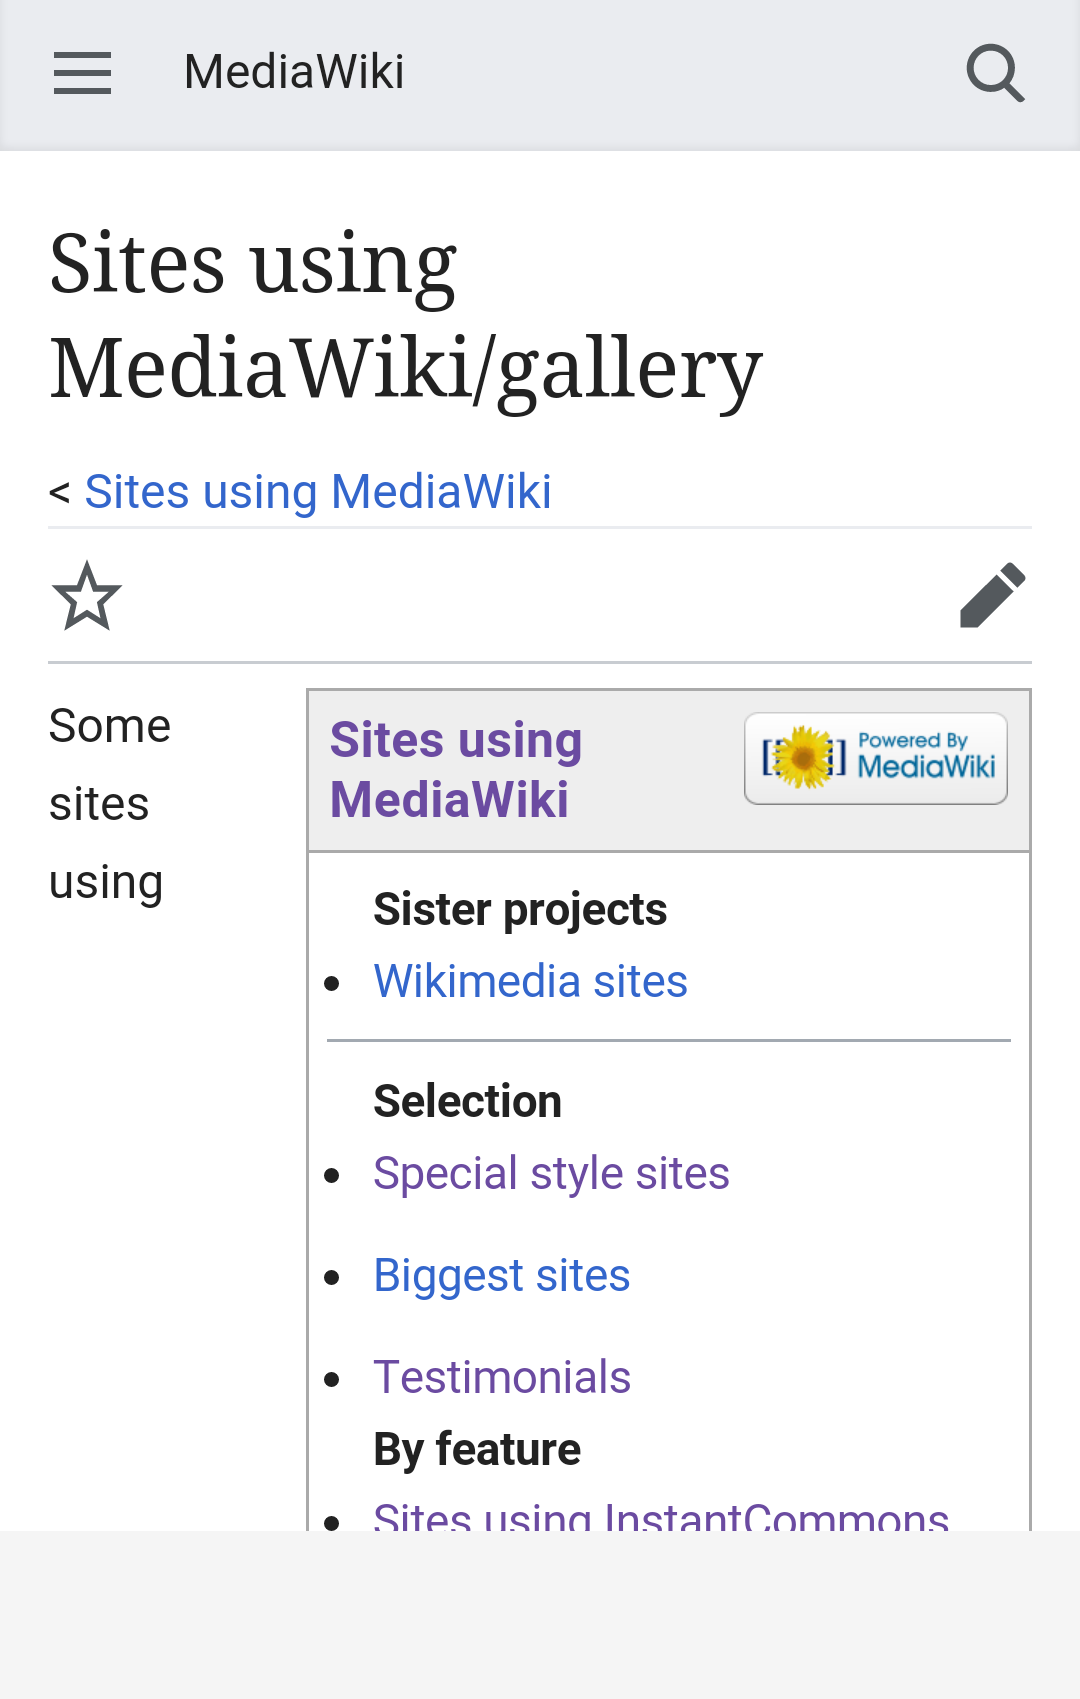 MediaWiki
Sites using
MediaWiki/gallery
< Sites using MediaWiki
Some
sites
using
Sites using
MediaWiki
Powered By
MediaWiki
Sister projects
Wikimedia sites
Selection
Special style sites
Biggest sites
Testimonials
By feature
Sites using InstantCommons